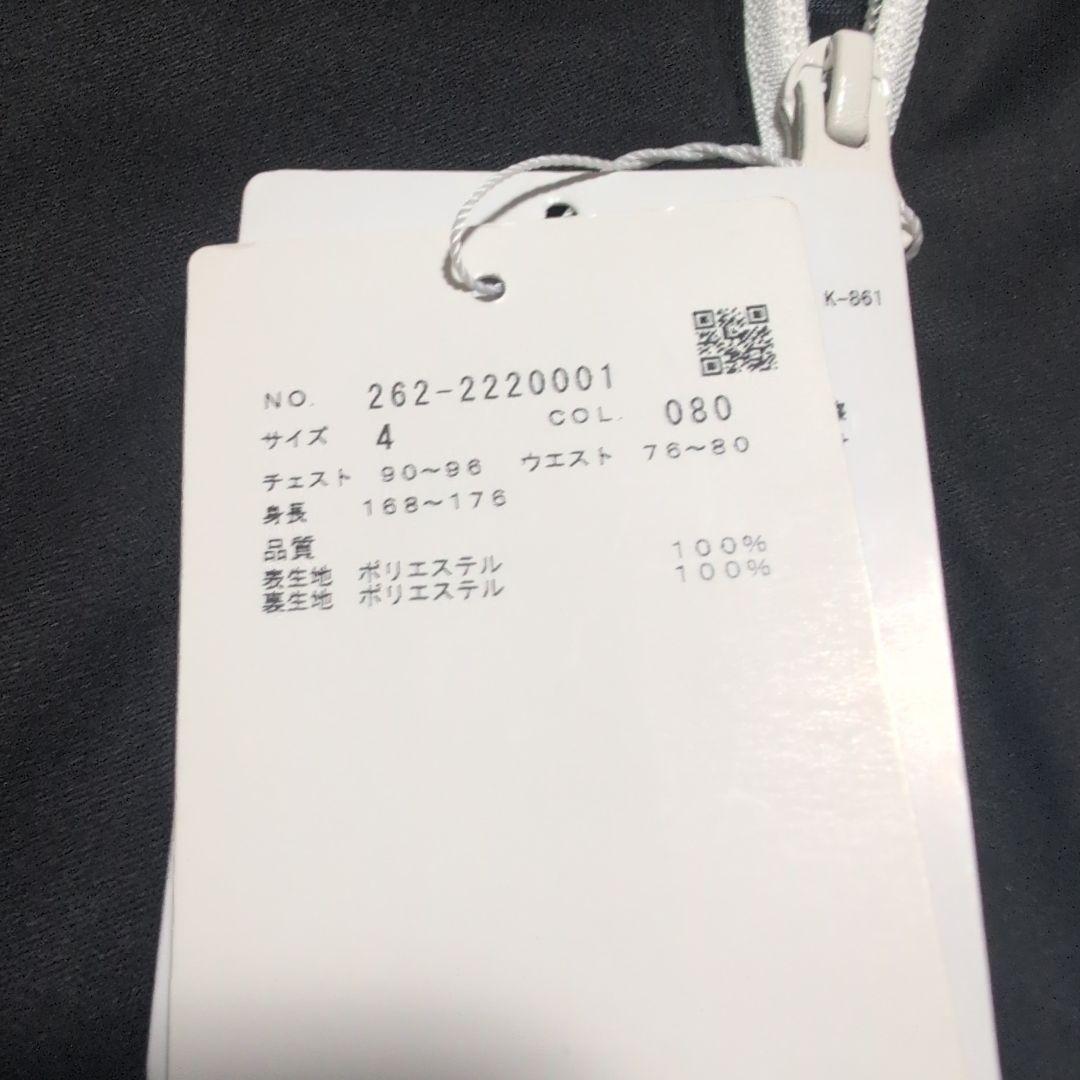 K-861
NO. 262-2220001
サイズ 4 COL. 080
チェスト 90～96 ウエスト 76～80
身長 168～176
品質
表生地 ポリエステル 100%
裏生地 ポリエステル 100%